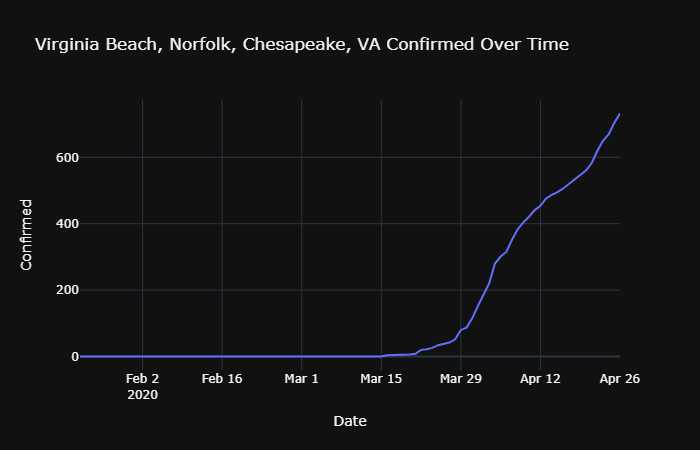 Virginia Beach, Norfolk, Chesapeake, VA Confirmed Over Time
Confirmed
600
400
200
0
Feb 2
2020
Feb 16
Mar 1
Mar 15
Mar 29
Apr 12
Apr 26
Date